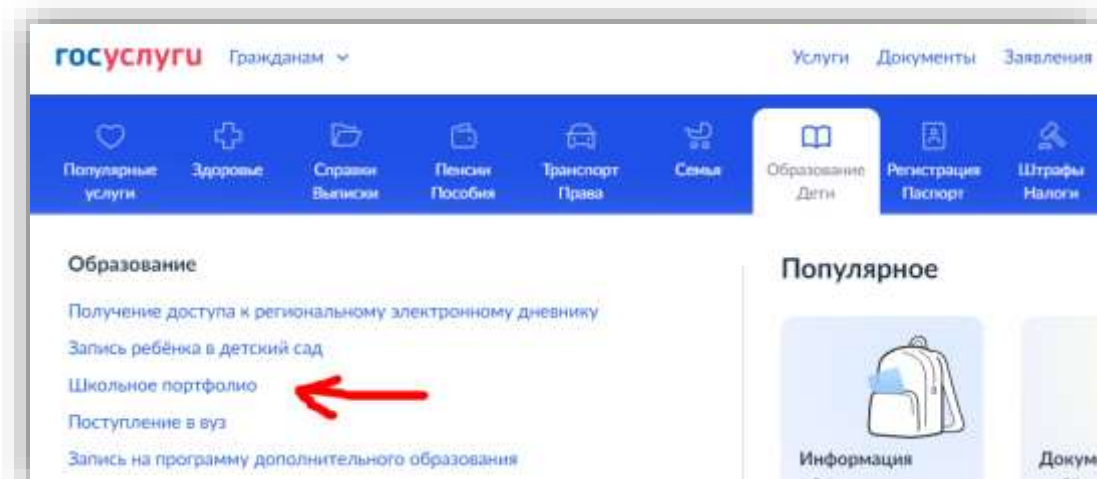 госуслуги Гражданам Услуги Документы Заявления
Популярные услуги
Здоровье
Справки Выписки
Пенсии Пособия
Транспорт Права
Семья
Образование Дети
Регистрация Паспорт
Штрафы Налоги
Образование
Получение доступа к региональному электронному дневнику
Запись ребёнка в детский сад
Школьное портфолио
Поступление в вуз
Запись на программу дополнительного образования
Популярное
Информация
Докум